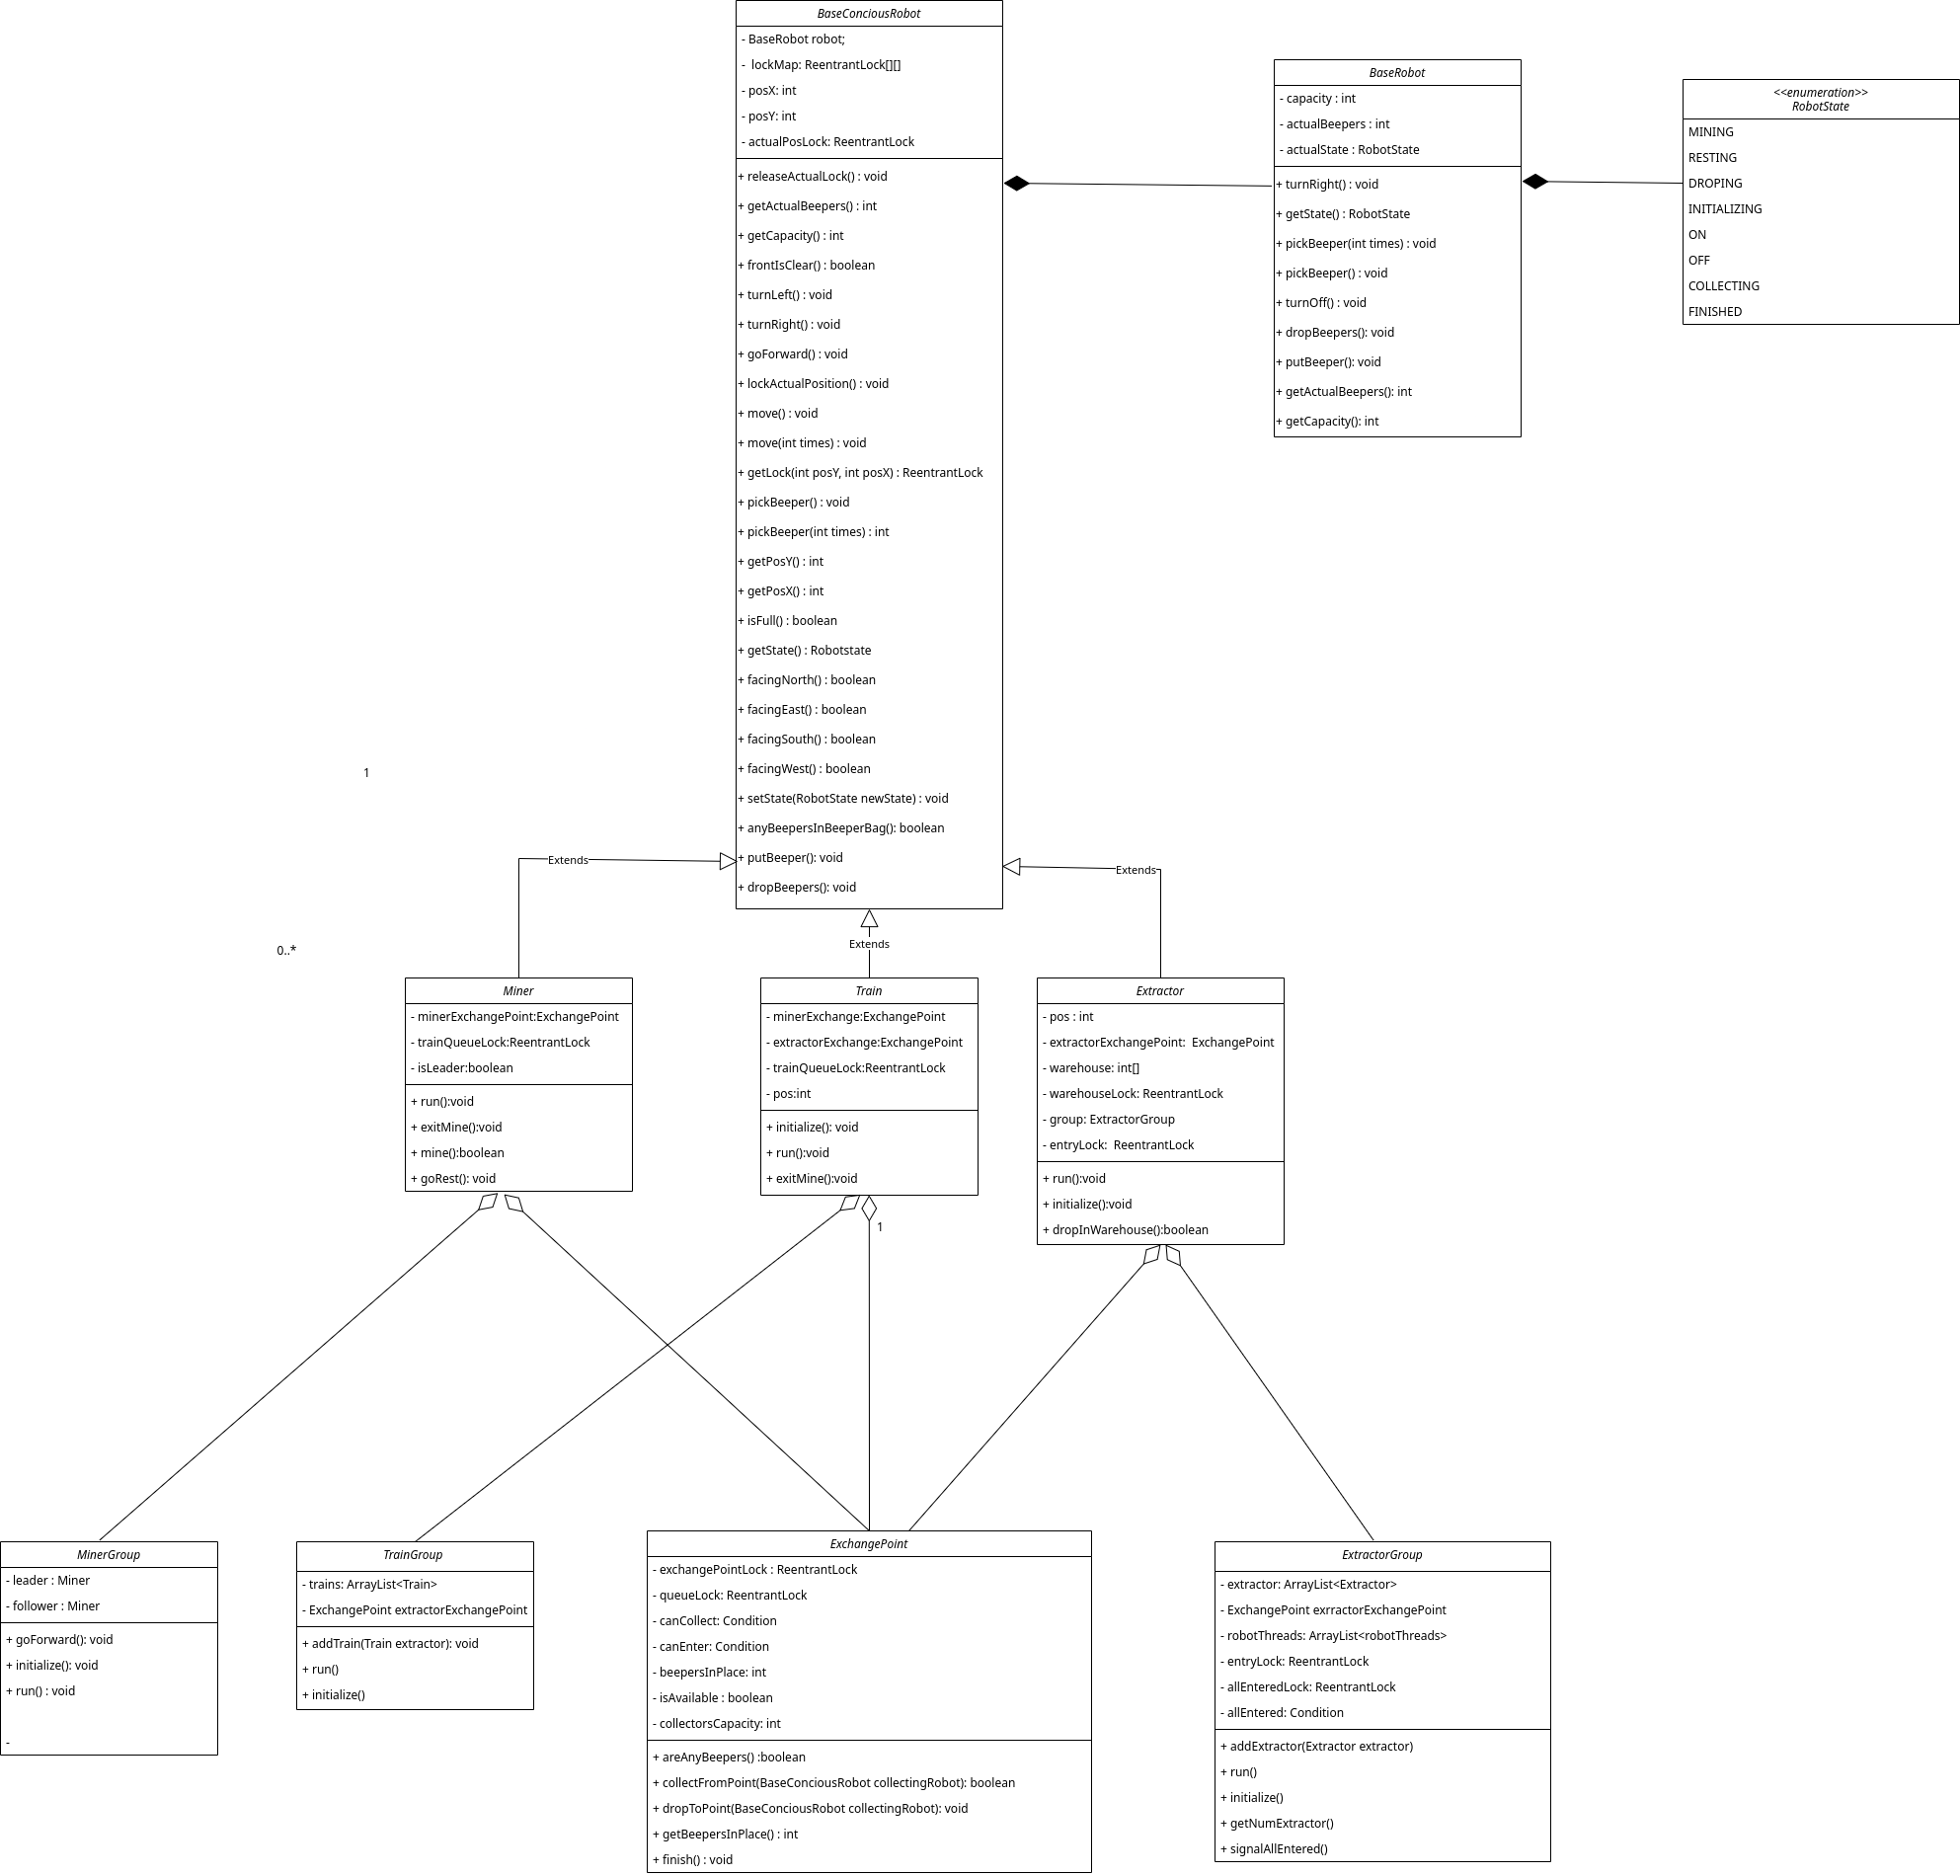 BaseConciousRobot
- BaseRobot robot;
- lockMap: ReentrantLock[][]
- posX: int
- posY: int
- actualPosLock: ReentrantLock
+ releaseActualLock() : void
+ getActualBeepers() : int
+ getCapacity() : int
+ frontIsClear() : boolean
+ turnLeft() : void
+ turnRight() : void
+ goForward() : void
+ lockActualPosition() : void
+ move() : void
+ move(int times) : void
+ getLock(int posY, int posX) : ReentrantLock
+ pickBeeper() : void
+ pickBeeper(int times) : int
+ getPosY() : int
+ getPosX() : int
+ isFull() : boolean
+ getState() : Robotstate
+ facingNorth() : boolean
+ facingEast() : boolean
+ facingSouth() : boolean
+ facingWest() : boolean
+ setState(RobotState newState) : void
+ anyBeepersInBeeperBag(): boolean
+ putBeeper(): void
+ dropBeepers(): void
BaseRobot
- capacity : int
- actualBeepers : int
- actualState : RobotState
+ turnRight() : void
+ getState() : RobotState
+ pickBeeper(int times) : void
+ pickBeeper() : void
+ turnOff() : void
+ dropBeepers(): void
+ putBeeper(): void
+ getActualBeepers(): int
+ getCapacity(): int
<<enumeration>>
RobotState
MINING
RESTING
DROPING
INITIALIZING
ON
OFF
COLLECTING
FINISHED
1
0..*
Extends
Extends
Extends
Miner
- minerExchangePoint:ExchangePoint
- trainQueueLock:ReentrantLock
- isLeader:boolean
+ run():void
+ exitMine():void
+ mine():boolean
+ goRest(): void
Train
- minerExchange:ExchangePoint
- extractorExchange:ExchangePoint
- trainQueueLock:ReentrantLock
- pos:int
+ initialize(): void
+ run():void
+ exitMine():void
1
Extractor
- pos : int
- extractorExchangePoint: ExchangePoint
- warehouse: int[]
- warehouseLock: ReentrantLock
- group: ExtractorGroup
- entryLock: ReentrantLock
+ run():void
+ initialize():void
+ dropInWarehouse():boolean
MinerGroup
- leader : Miner
- follower : Miner
+ goForward(): void
+ initialize(): void
+ run() : void
-
TrainGroup
- trains: ArrayList<Train>
- ExchangePoint extractorExchangePoint
+ addTrain(Train extractor): void
+ run()
+ initialize()
ExchangePoint
- exchangePointLock : ReentrantLock
- queueLock: ReentrantLock
- canCollect: Condition
- canEnter: Condition
- beepersInPlace: int
- isAvailable : boolean
- collectorsCapacity: int
+ areAnyBeepers() :boolean
+ collectFromPoint(BaseConciousRobot collectingRobot): boolean
+ dropToPoint(BaseConciousRobot collectingRobot): void
+ getBeepersInPlace() : int
+ finish() : void
ExtractorGroup
- extractor: ArrayList<Extractor>
- ExchangePoint exrractorExchangePoint
- robotThreads: ArrayList<robotThreads>
- entryLock: ReentrantLock
- allEnteredLock: ReentrantLock
- allEntered: Condition
+ addExtractor(Extractor extractor)
+ run()
+ initialize()
+ getNumExtractor()
+ signalAllEntered()